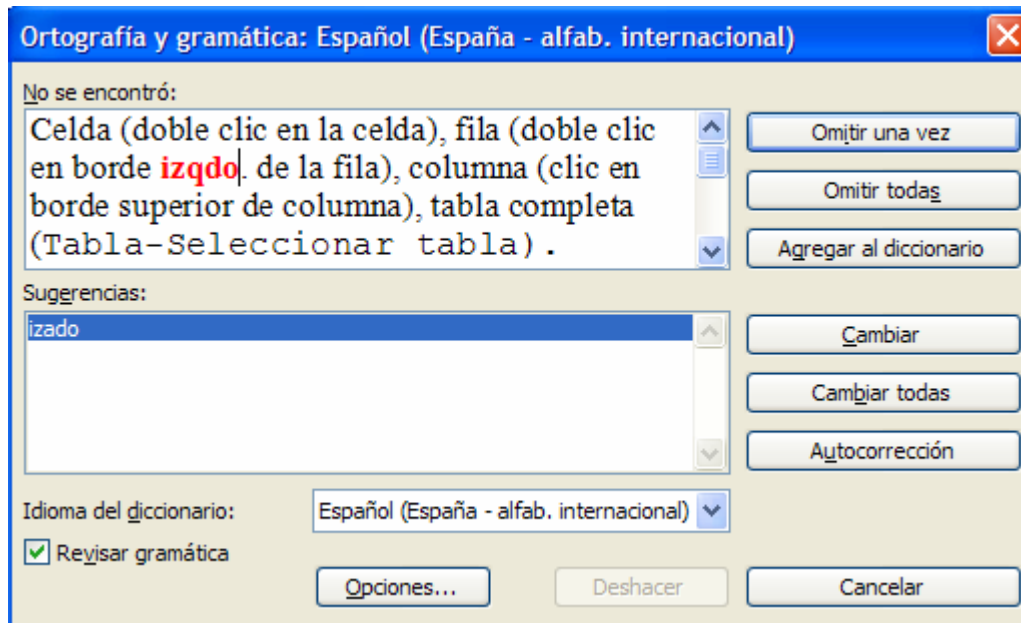 Ortografía y gramática: Español (España - alfab. internacional)
No se encontró:
Celda (doble clic en la celda), fila (doble clic
en borde izqdo. de la fila), columna (clic en
borde superior de columna), tabla completa
(Tabla-Seleccionar tabla).
Omitir una vez
Omitir todas
Agregar al diccionario
Sugerencias:
izado
Cambiar
Cambiar todas
Autocorrección
Idioma del diccionario:
Español (España - alfab. internacional)
Revisar gramática
Opciones...
Deshacer
Cancelar